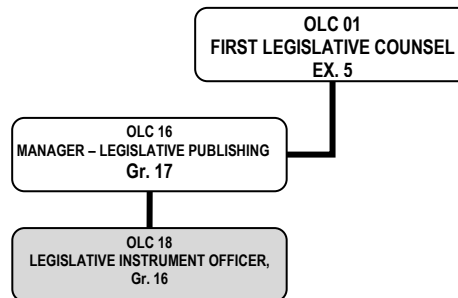 OLC 01
FIRST LEGISLATIVE COUNSEL
EX. 5
OLC 16
MANAGER – LEGISLATIVE PUBLISHING
Gr. 17
OLC 18
LEGISLATIVE INSTRUMENT OFFICER,
Gr. 16